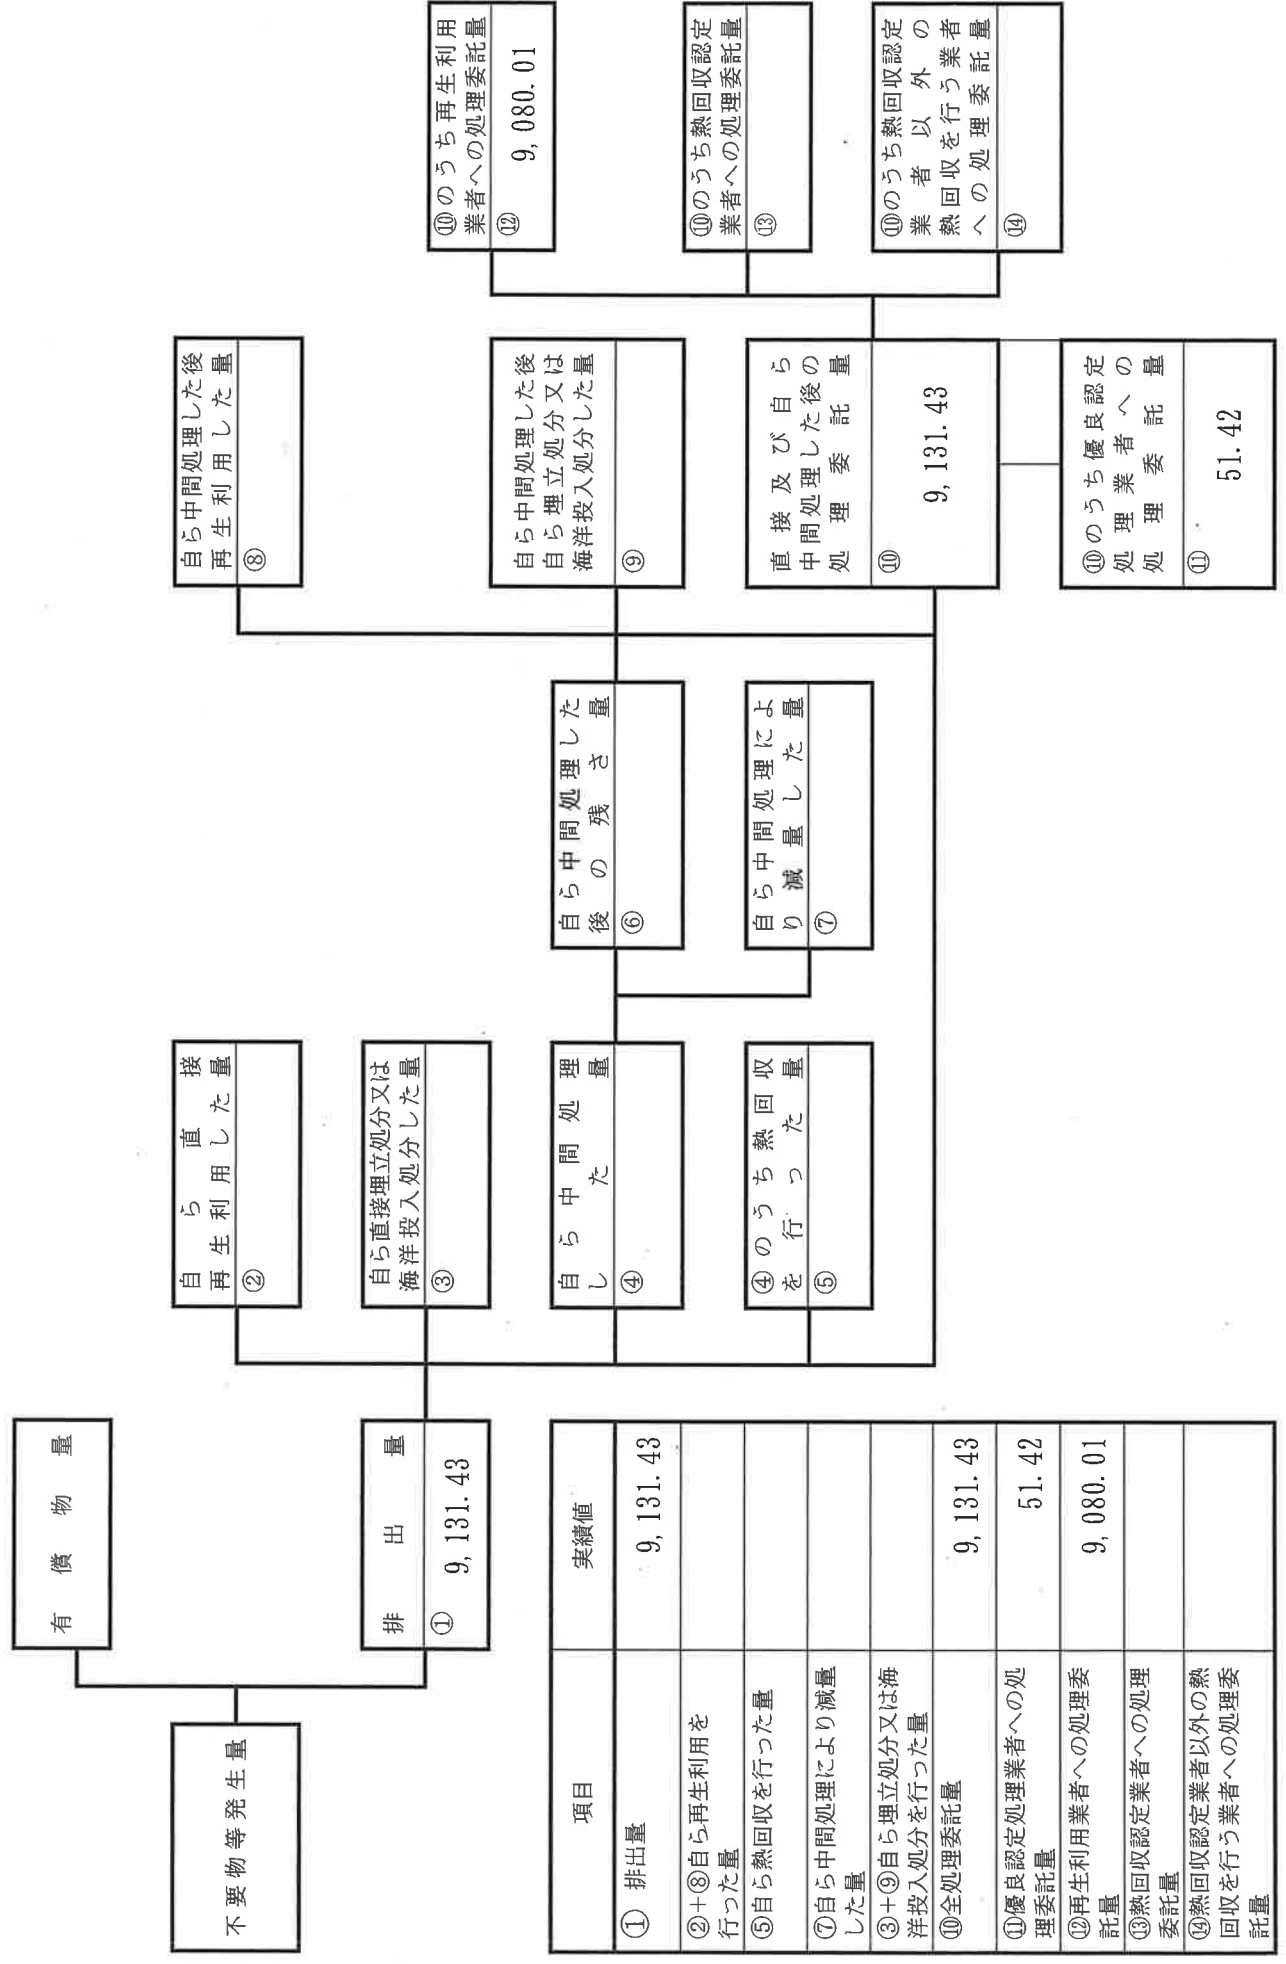 不要物等発生量
有償物量
排出量
① 9,131.43
自ら直接
再生利用した量
②
自ら直接埋立処分又は
海洋投入処分した量
③
自ら中間処理
した量
④
④のうち熱回収
を行った量
⑤
自ら中間処理した
後の残さ量
⑥
自ら中間処理によ
り減量した量
⑦
自ら中間処理した後
再生利用した量
⑧
自ら中間処理した後
自ら埋立処分又は
海洋投入処分した量
⑨
直接及び自ら
中間処理した後の
処理委託量
⑩ 9,131.43
⑩のうち優良認定
処理業者への
処理委託量
⑪ 51.42
⑩のうち再生利用
業者への処理委託量
⑫ 9,080.01
⑩のうち熱回収認定
業者への処理委託量
⑬
⑩のうち熱回収認定
業者以外の
熱回収を行う業者
への処理委託量
⑭
項目 実績値
① 排出量 9,131.43
②+⑧自ら再生利用を
行った量
⑤自ら熱回収を行った量
⑦自ら中間処理により減量
した量
③+⑨自ら埋立処分又は海
洋投入処分を行った量
⑩全処理委託量 9,131.43
⑪優良認定処理業者への処
理委託量 51.42
⑫再生利用業者への処理委
託量 9,080.01
⑬熱回収認定業者への処理
委託量
⑭熱回収認定業者以外の熱
回収を行う業者への処理委
託量